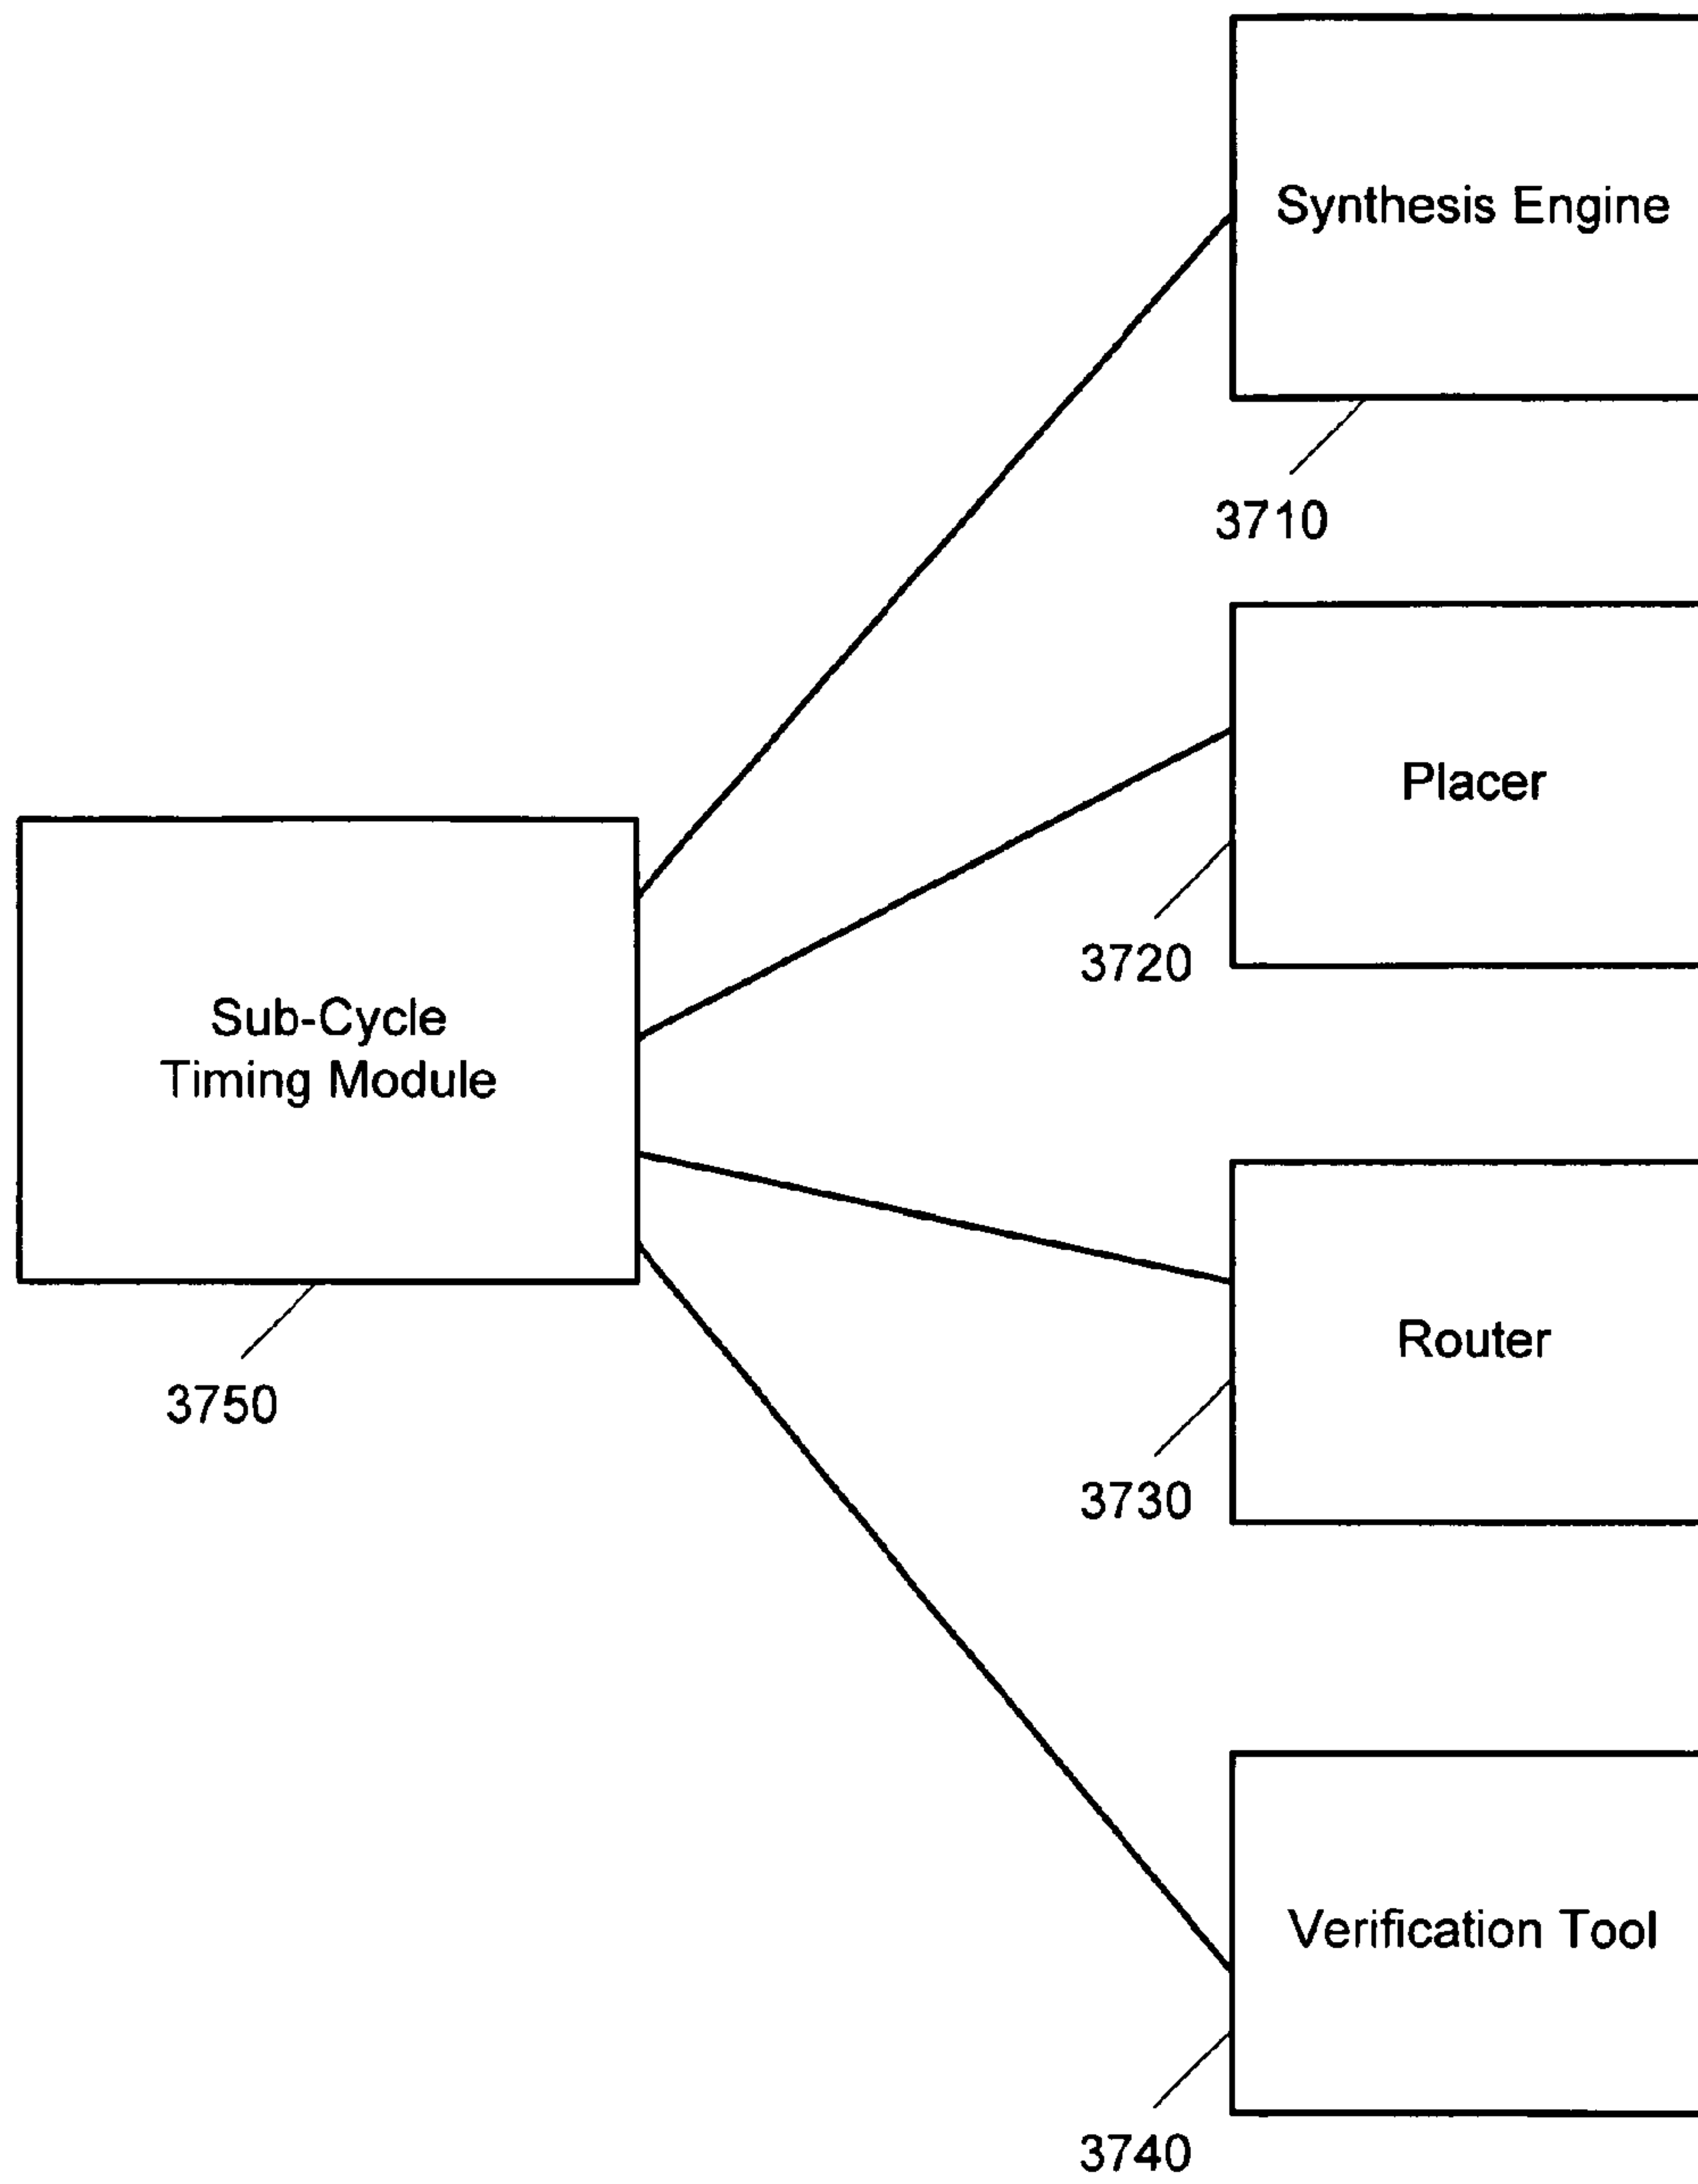 Synthesis Engine
3710
Placer
3720
Sub-Cycle
Timing Module
3750
Router
3730
Verification Tool
3740